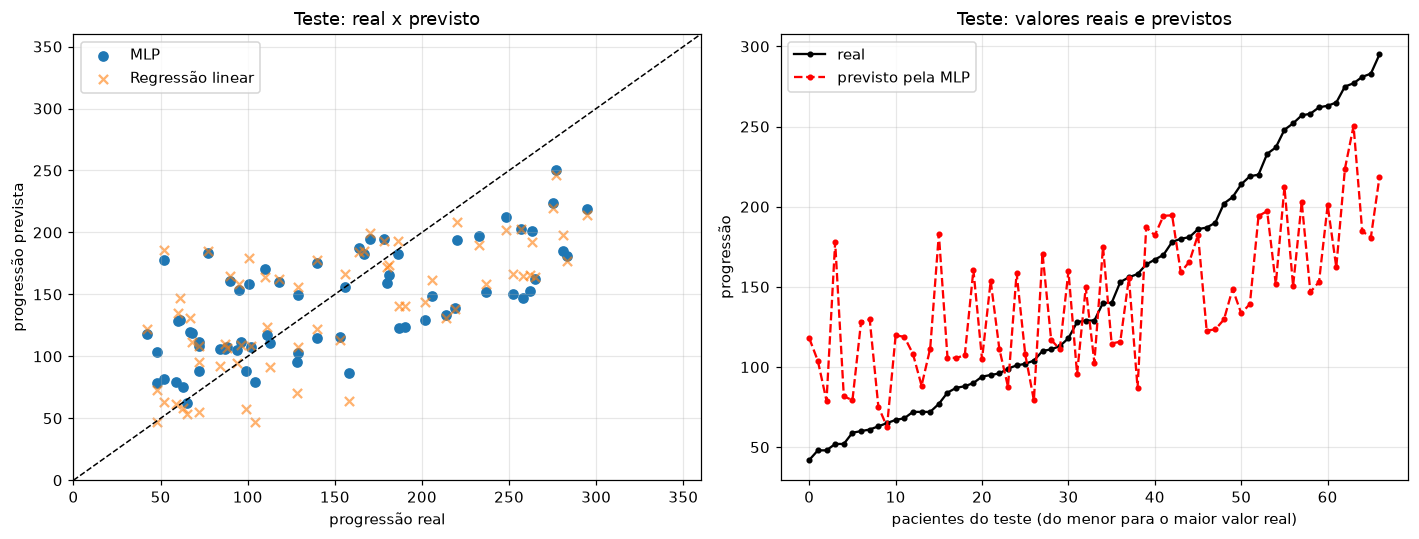 Teste: real x previsto
MLP
Regressão linear
progressão prevista
350
300
250
200
150
100
50
0
0 50 100 150 200 250 300 350
progressão real
Teste: valores reais e previstos
real
previsto pela MLP
progressão
300
250
200
150
100
50
0 10 20 30 40 50 60
pacientes do teste (do menor para o maior valor real)